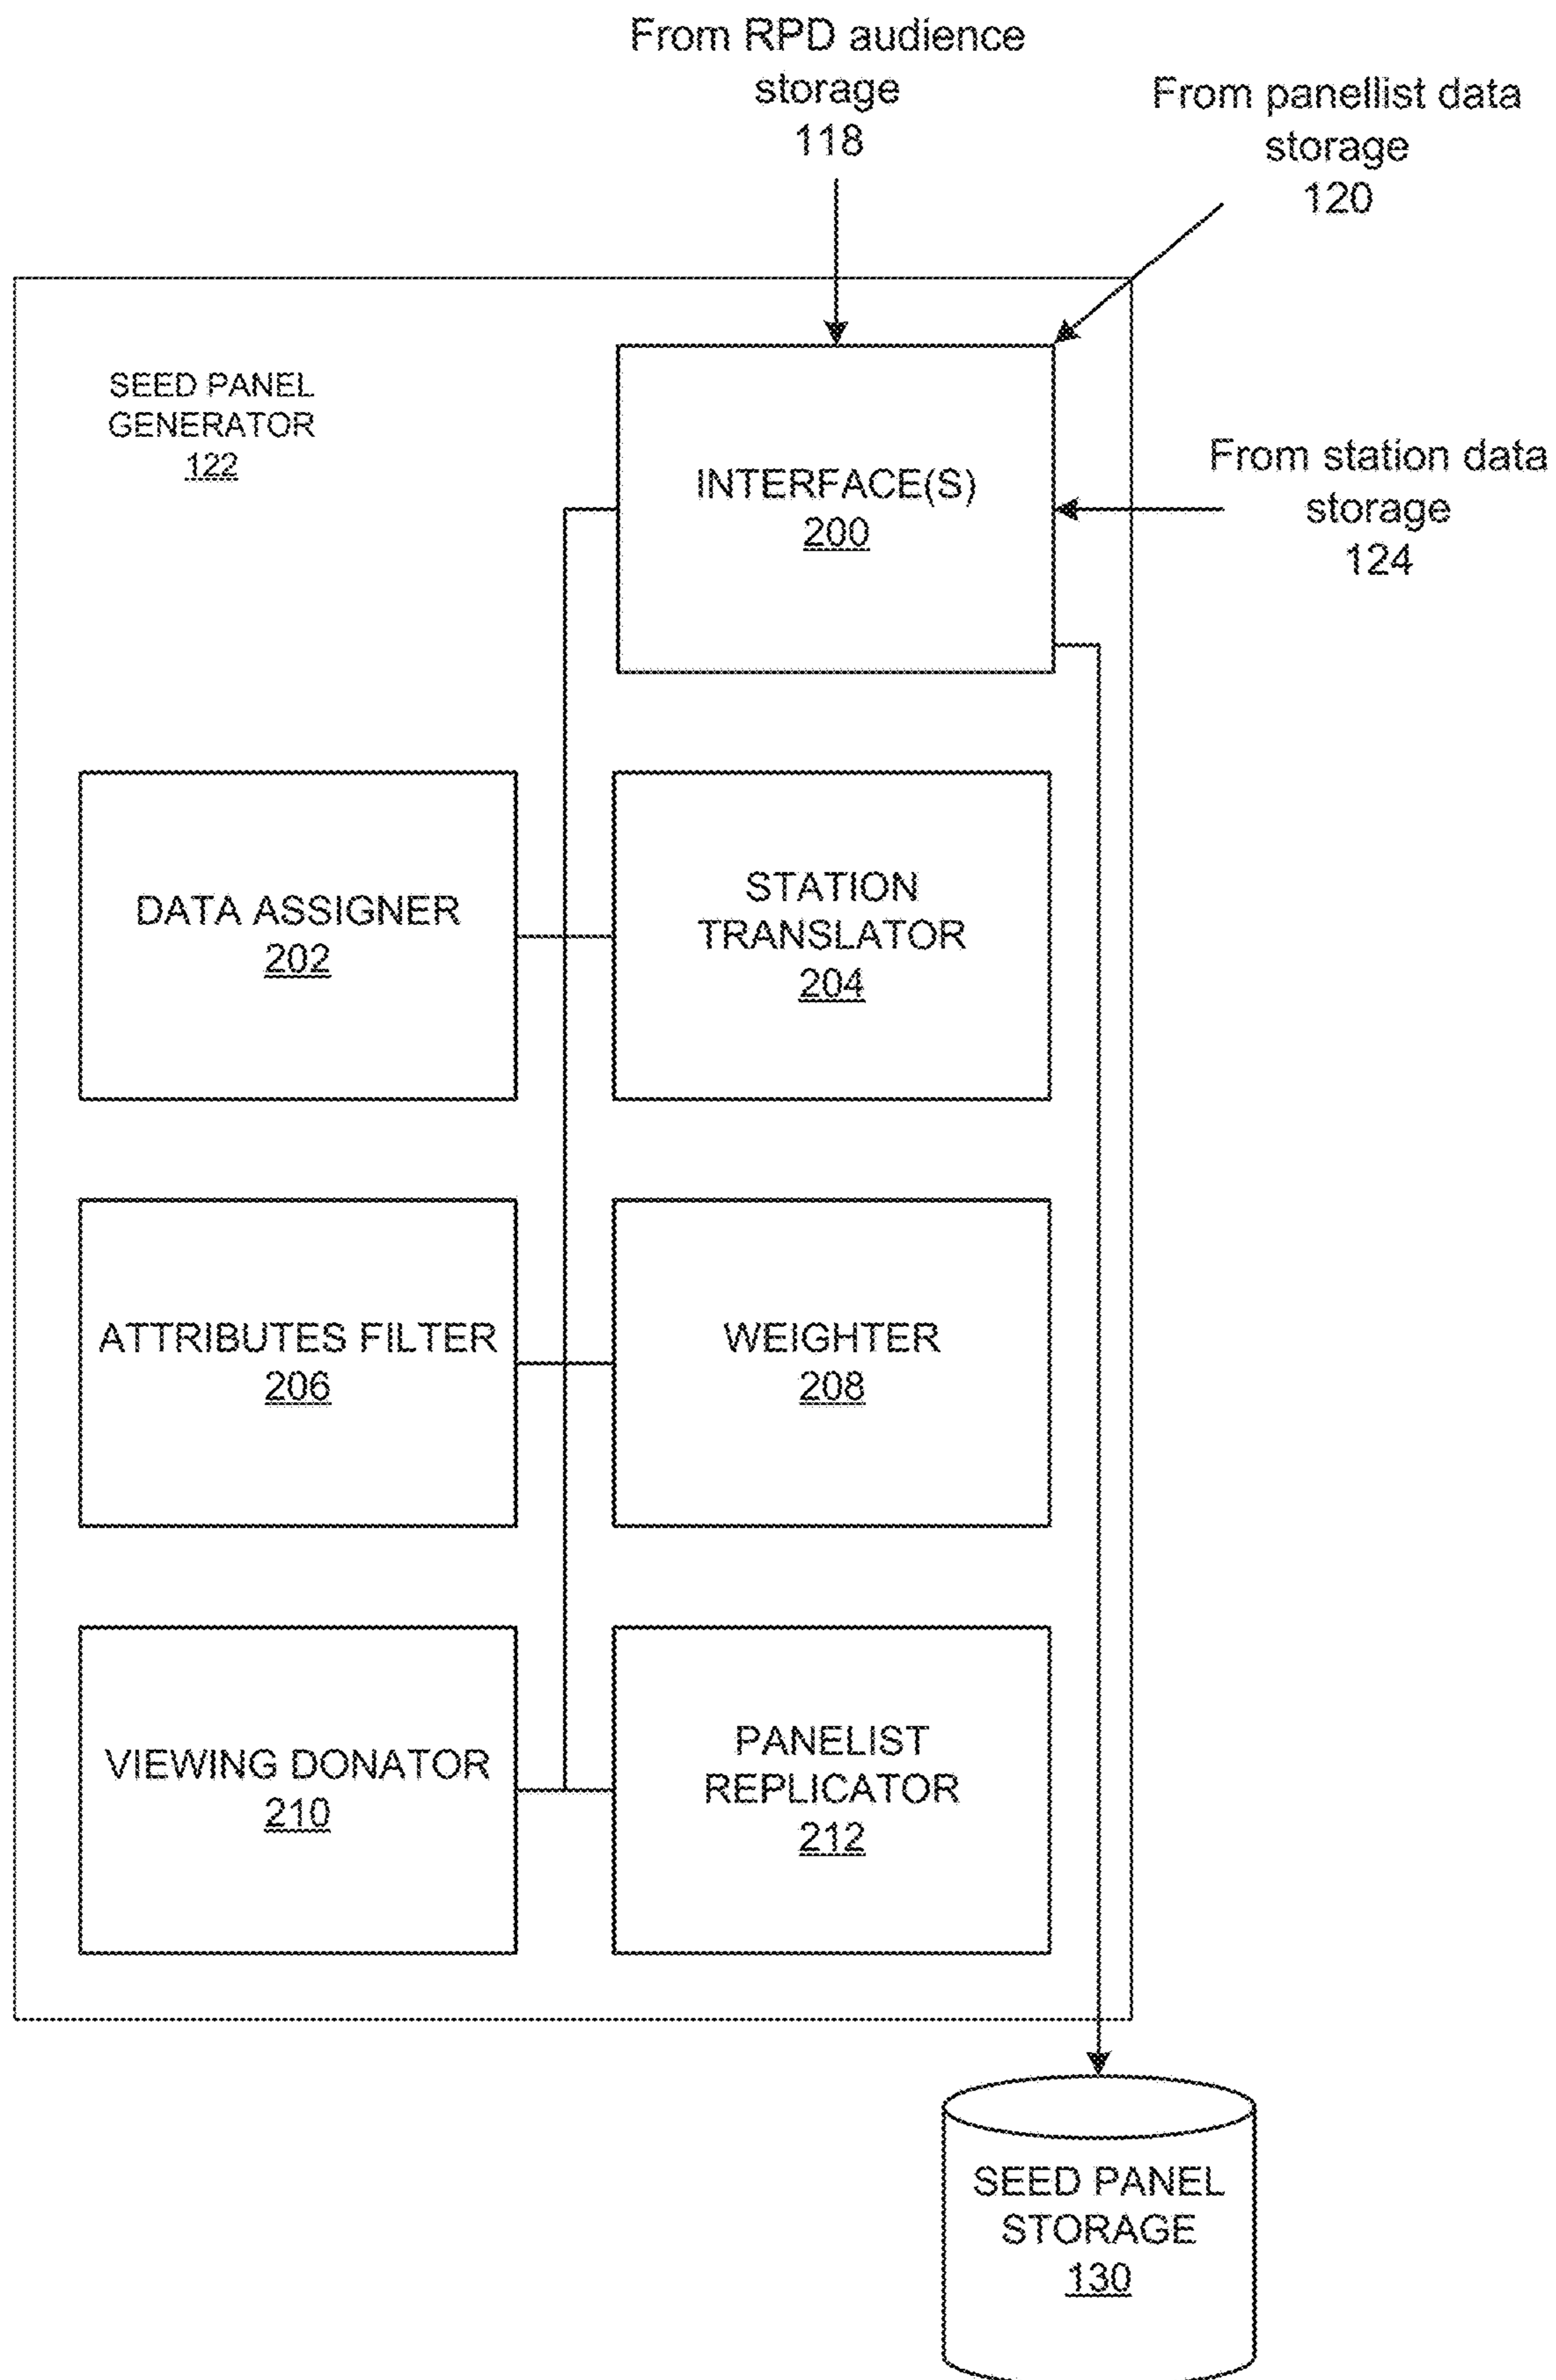 From RPD audience
storage
118
From panellist data
storage
120
SEED PANEL
GENERATOR
122
INTERFACE(S)
200
From station data
storage
124
DATA ASSIGNER
202
STATION
TRANSLATOR
204
ATTRIBUTES FILTER
206
WEIGHTER
208
VIEWING DONATOR
210
PANELIST
REPLICATOR
212
SEED PANEL
STORAGE
130